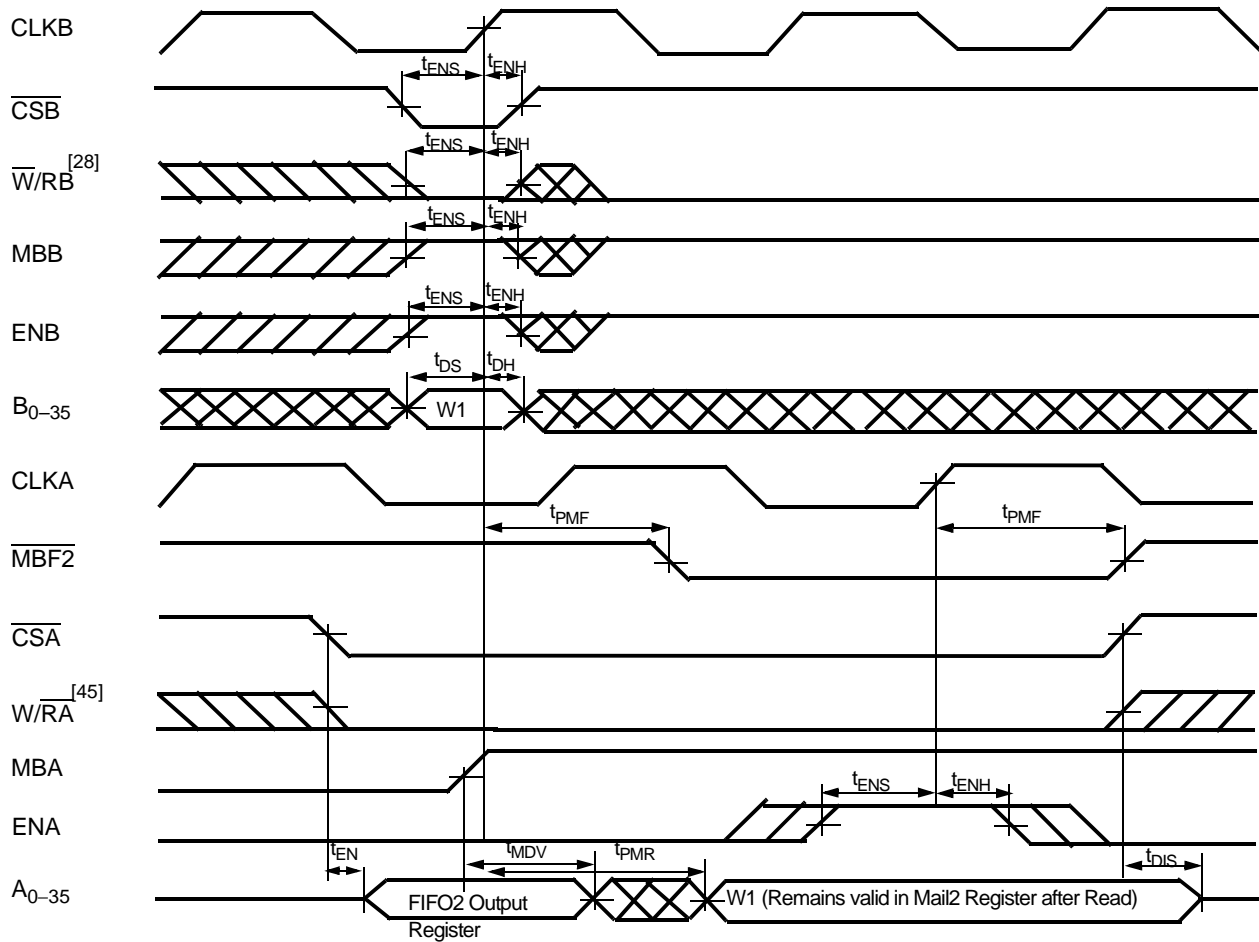 CLKB
tENS tENH
CSB
tENS tENH
W/RB[28]
tENS tENH
MBB
tENS tENH
ENB
tDS tDH
B0–35 W1
CLKA
tPMF tPMF
MBF2
CSA
W/RA[45]
MBA
tENS tENH
ENA
tEN tMDV tPMR tDIS
A0–35 FIFO2 Output W1 (Remains valid in Mail2 Register after Read)
Register